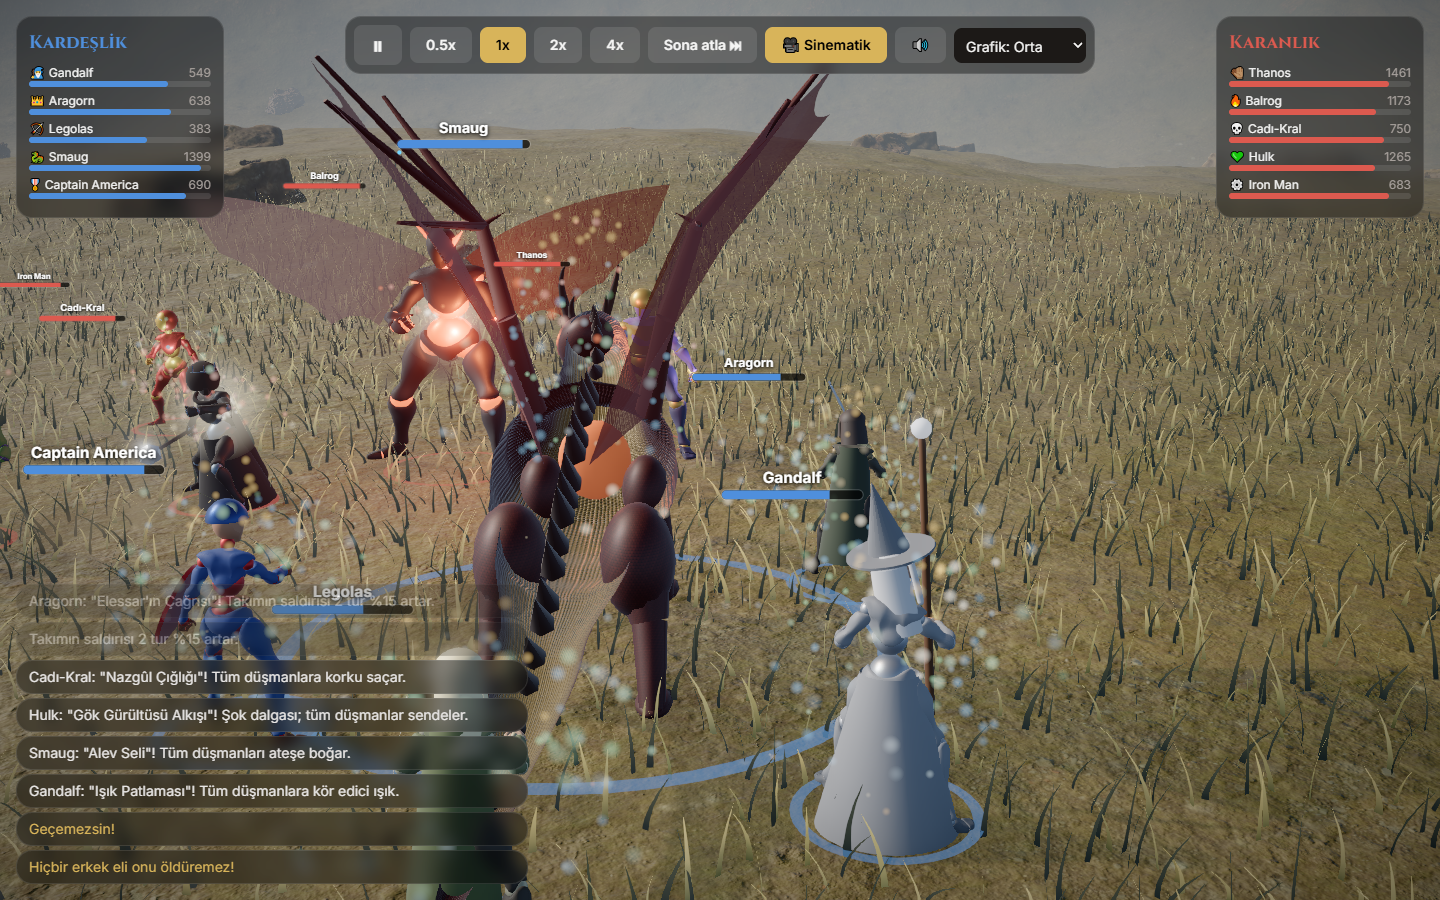 KARDEŞLİK
Gandalf 549
Aragorn 638
Legolas 383
Smaug 1399
Captain America 690
0.5x
1x
2x
4x
Sona atla
Sinematik
Grafik: Orta
KARANLIK
Thanos 1461
Balrog 1173
Cadı-Kral 750
Hulk 1265
Iron Man 683
Smaug
Balrog
Thanos
Iron Man
Cadı-Kral
Aragorn
Captain America
Gandalf
Legolas
Aragorn: "Elessar'ın Çağrısı"! Takımın saldırısı 2 tur %15 artar.
Takımın saldırısı 2 tur %15 artar.
Cadı-Kral: "Nazgûl Çığlığı"! Tüm düşmanlara korku saçar.
Hulk: "Gök Gürültüsü Alkışı"! Şok dalgası; tüm düşmanlar sendeler.
Smaug: "Alev Seli"! Tüm düşmanları ateşe boğar.
Gandalf: "Işık Patlaması"! Tüm düşmanlara kör edici ışık.
Geçemezsin!
Hiçbir erkek eli onu öldüremez!